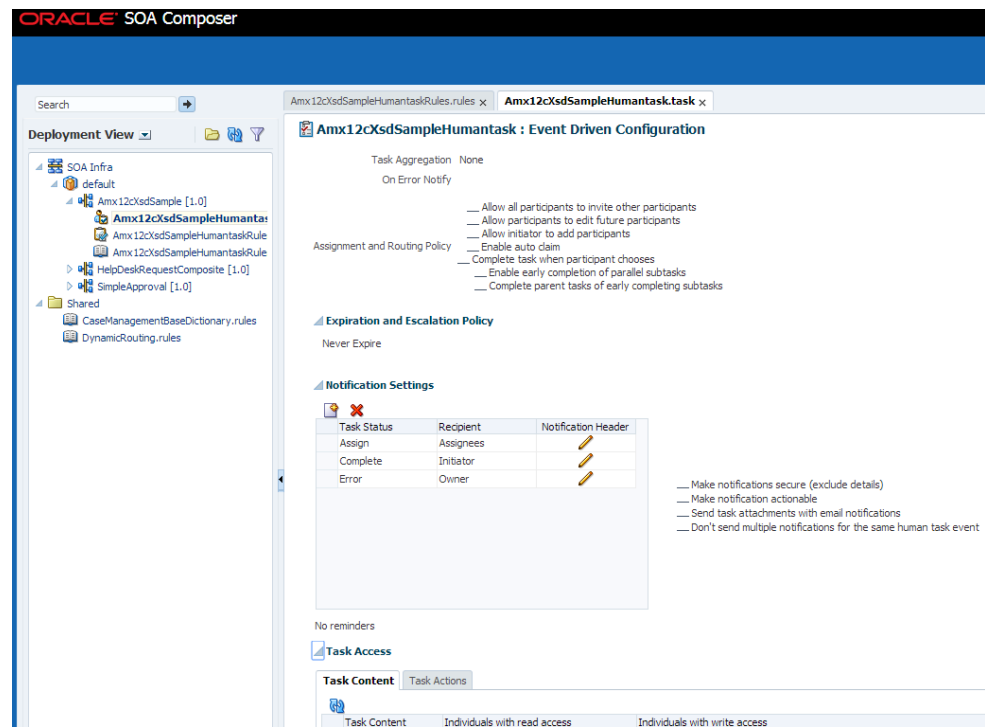 ORACLE SOA Composer
Search
Deployment View
SOA Infra
default
Amx12cXsdSample [1.0]
Amx12cXsdSampleHumantas
Amx12cXsdSampleHumantaskRule
Amx12cXsdSampleHumantaskRule
HelpDeskRequestComposite [1.0]
SimpleApproval [1.0]
Shared
CaseManagementBaseDictionary.rules
DynamicRouting.rules
Amx12cXsdSampleHumantaskRules.rules x Amx12cXsdSampleHumantask.task x
Amx12cXsdSampleHumantask : Event Driven Configuration
Task Aggregation None
On Error Notify
Assignment and Routing Policy
Allow all participants to invite other participants
Allow participants to edit future participants
Allow initiator to add participants
Enable auto claim
Complete task when participant chooses
Enable early completion of parallel subtasks
Complete parent tasks of early completing subtasks
Expiration and Escalation Policy
Never Expire
Notification Settings
Task Status Recipient Notification Header
Assign Assignees
Complete Initiator
Error Owner
Make notifications secure (exclude details)
Make notification actionable
Send task attachments with email notifications
Don't send multiple notifications for the same human task event
No reminders
Task Access
Task Content Task Actions
Task Content Individuals with read access Individuals with write access